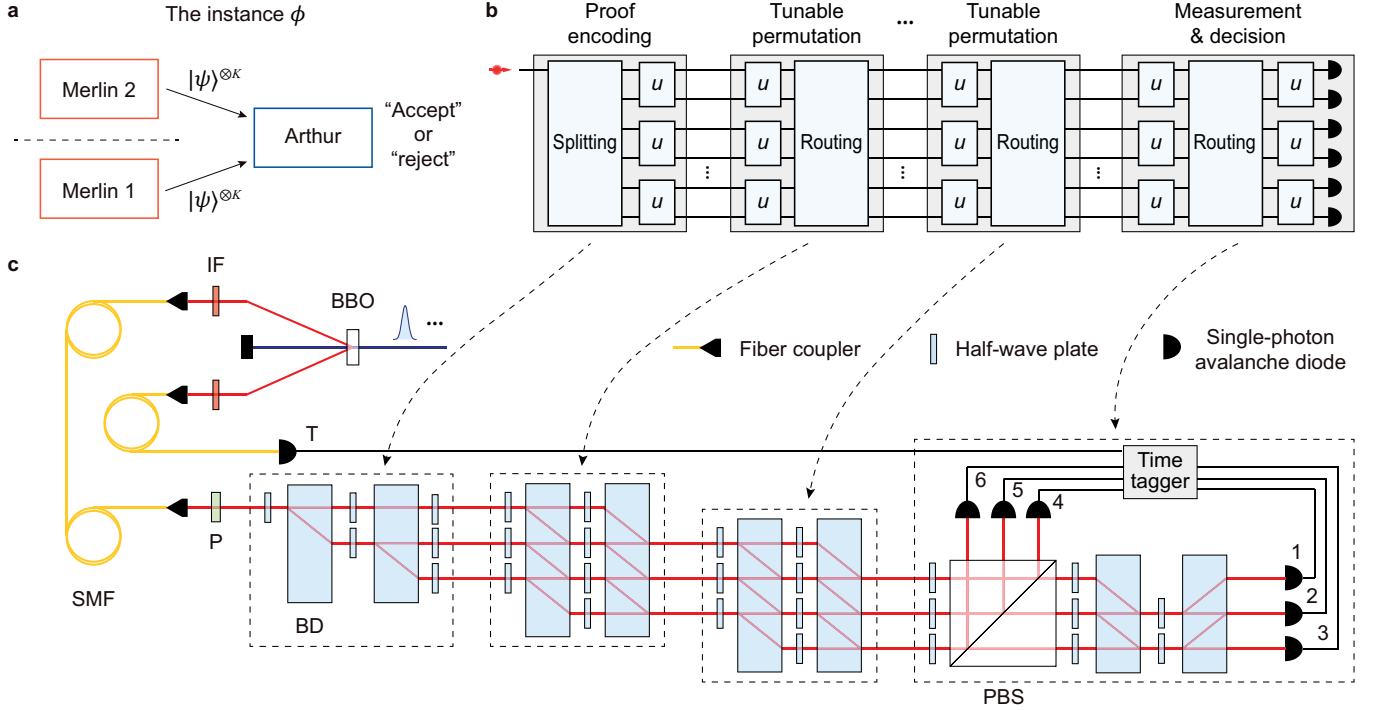 a
The instance ϕ
Merlin 2
|ψ⟩⊗K
Arthur
“Accept”
or
“reject”
Merlin 1
|ψ⟩⊗K
b
Proof
encoding
Tunable
permutation
...
Tunable
permutation
Measurement
& decision
Splitting
u
u
u
...
u
u
u
Routing
...
u
u
u
Routing
...
u
u
u
Routing
u
u
u
c
IF
BBO
...
Fiber coupler
Half-wave plate
Single-photon
avalanche diode
T
P
SMF
BD
6
5
4
Time
tagger
1
2
3
PBS